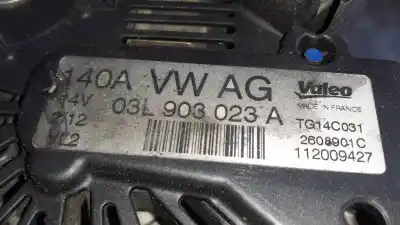 140A VW AG
14V 03L 903 023 A
Valeo
MADE IN FRANCE
TG14C031
2608901C
112009427